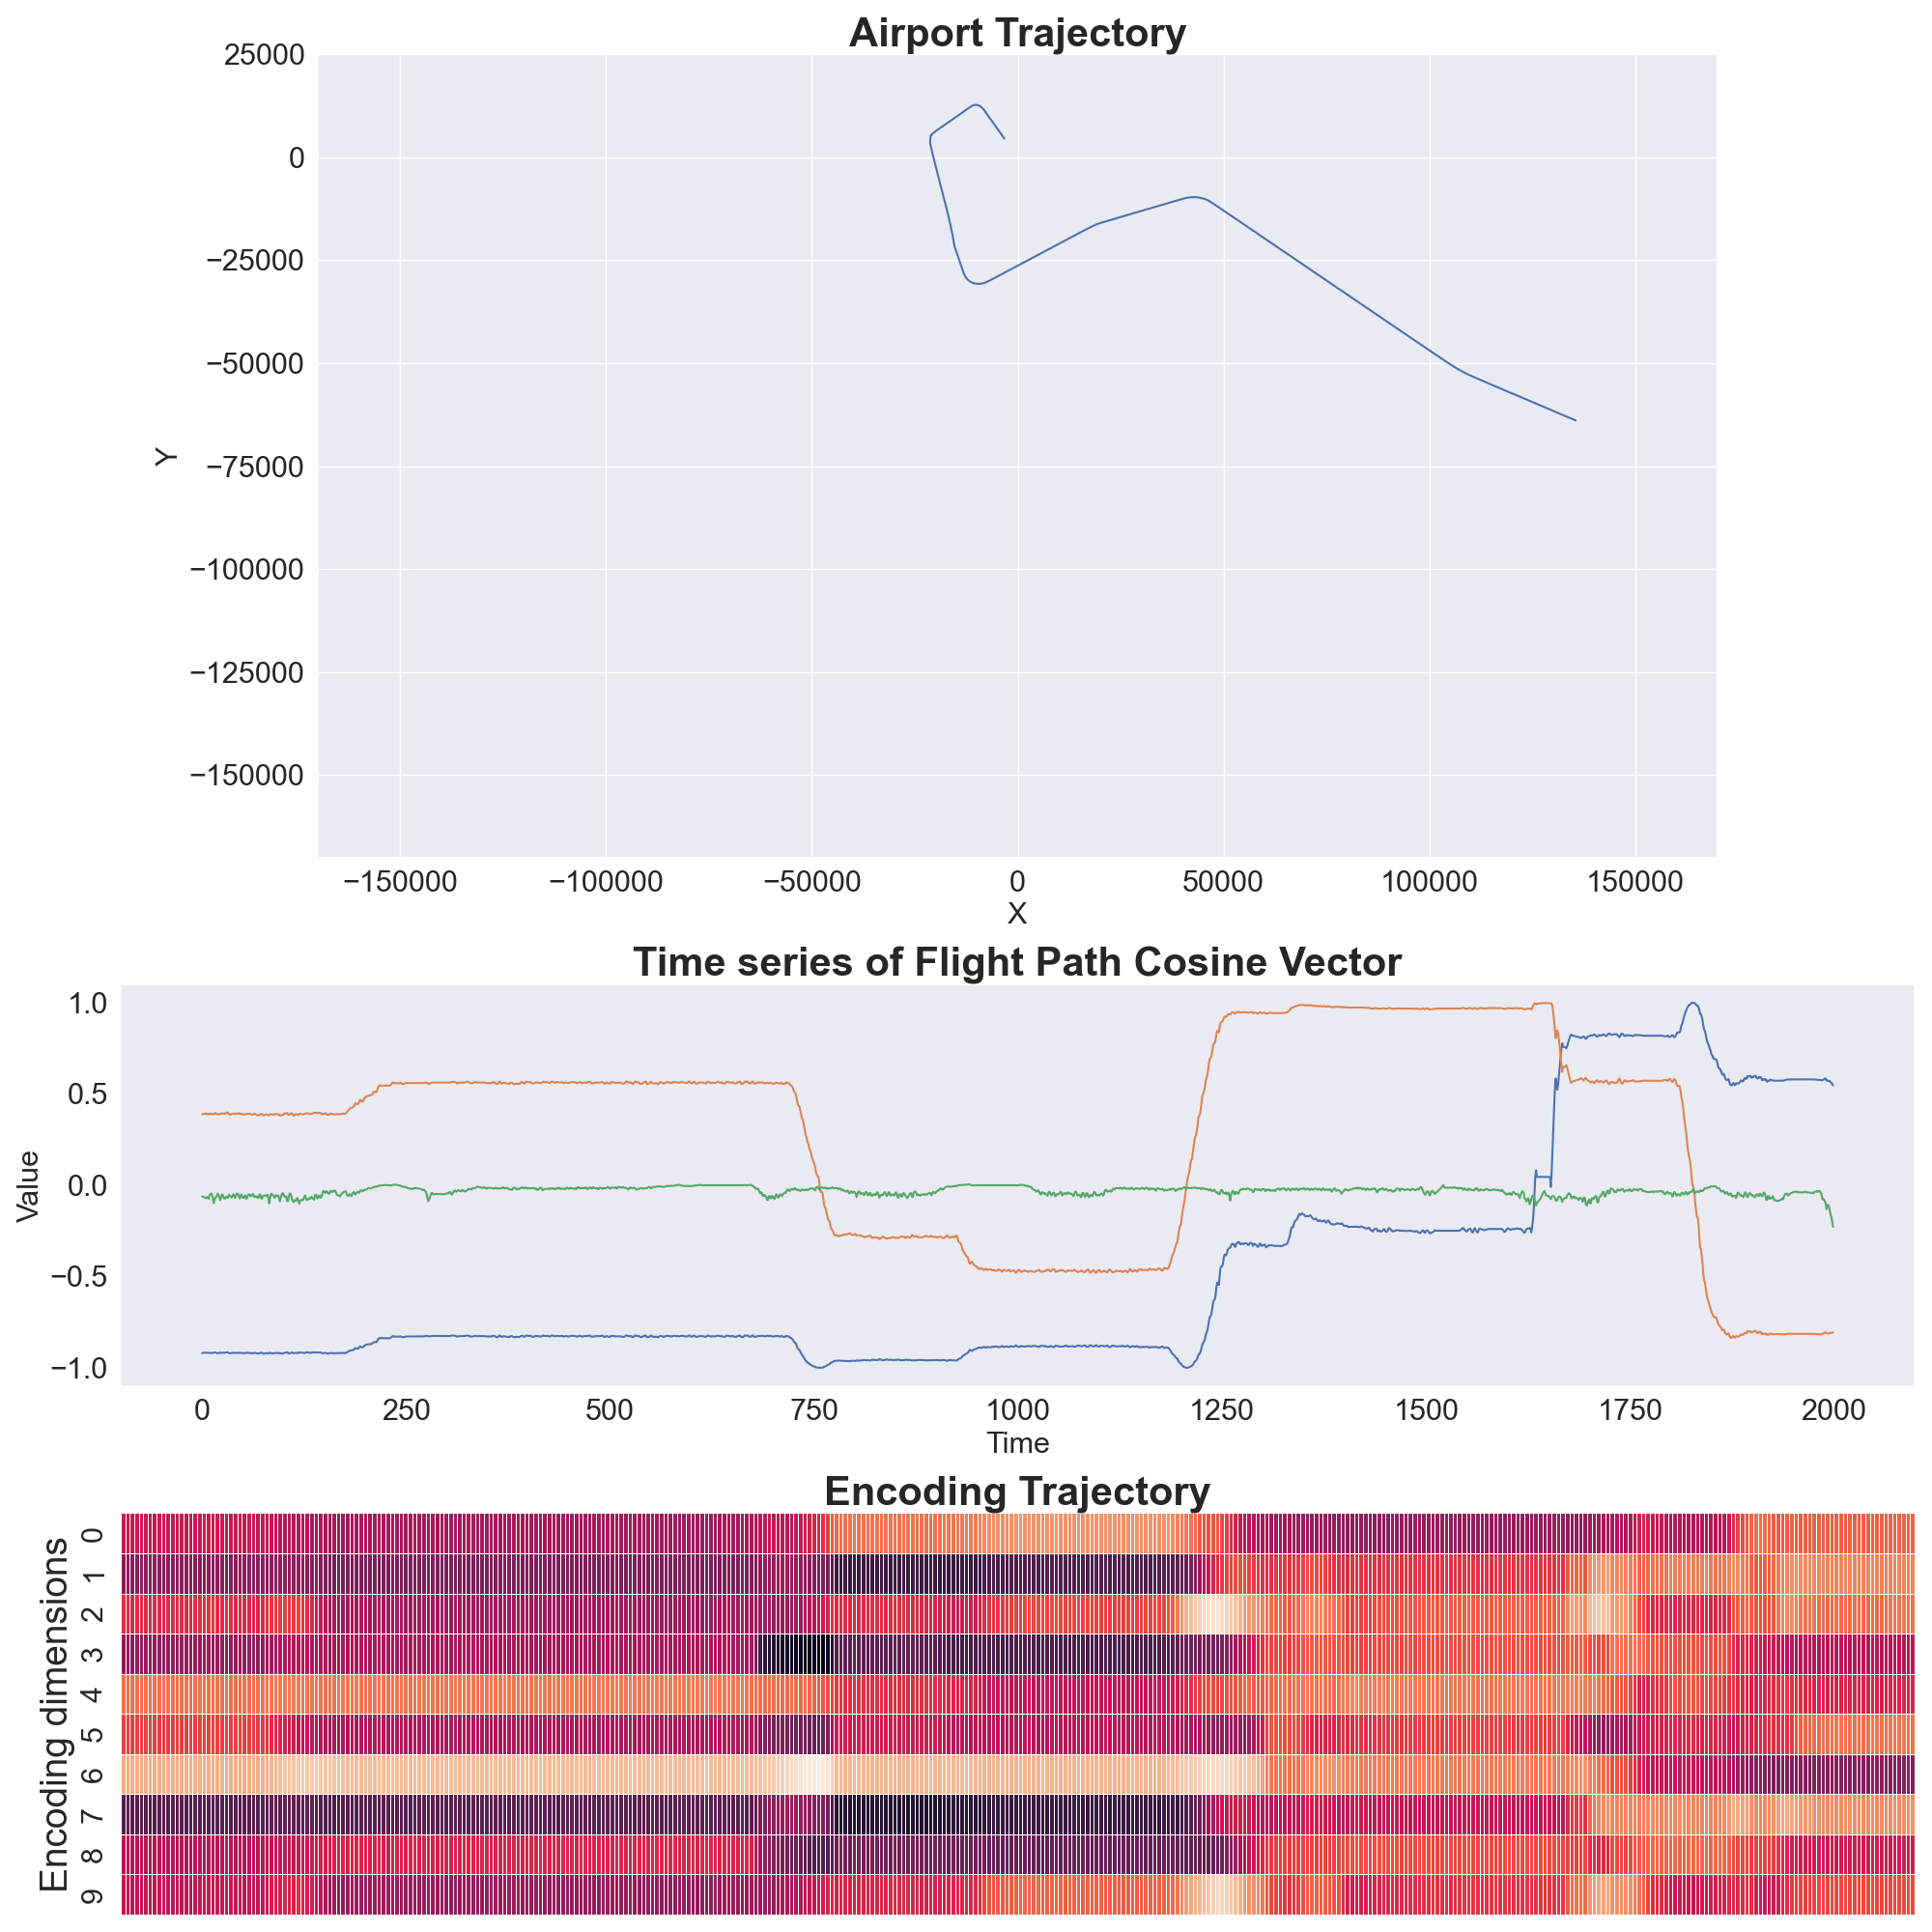 Airport Trajectory
25000
0
−25000
−50000
−75000
−100000
−125000
−150000
Y
−150000 −100000 −50000 0 50000 100000 150000
X
Time series of Flight Path Cosine Vector
1.0
0.5
0.0
−0.5
−1.0
Value
0 250 500 750 1000 1250 1500 1750 2000
Time
Encoding Trajectory
Encoding dimensions
0
1
2
3
4
5
6
7
8
9